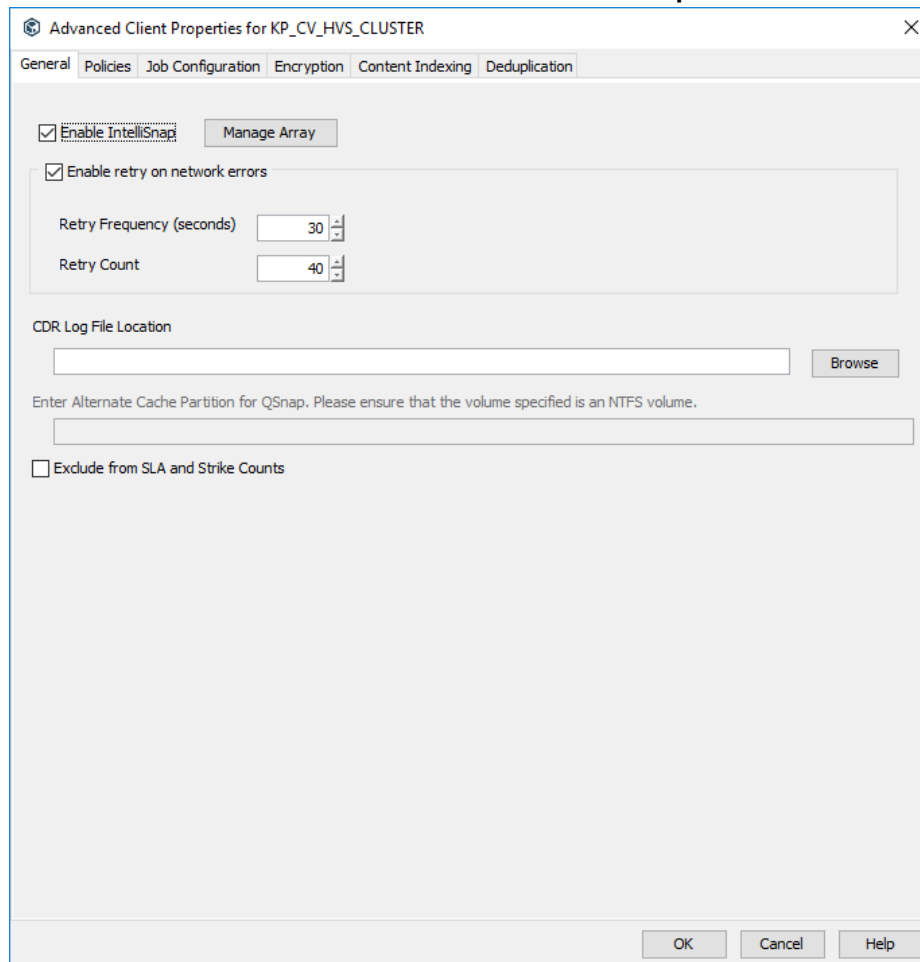 Advanced Client Properties for KP_CV_HVS_CLUSTER
General Policies Job Configuration Encryption Content Indexing Deduplication
Enable IntelliSnap Manage Array
Enable retry on network errors
Retry Frequency (seconds) 30
Retry Count 40
CDR Log File Location
Browse
Enter Alternate Cache Partition for QSnap. Please ensure that the volume specified is an NTFS volume.
Exclude from SLA and Strike Counts
OK Cancel Help